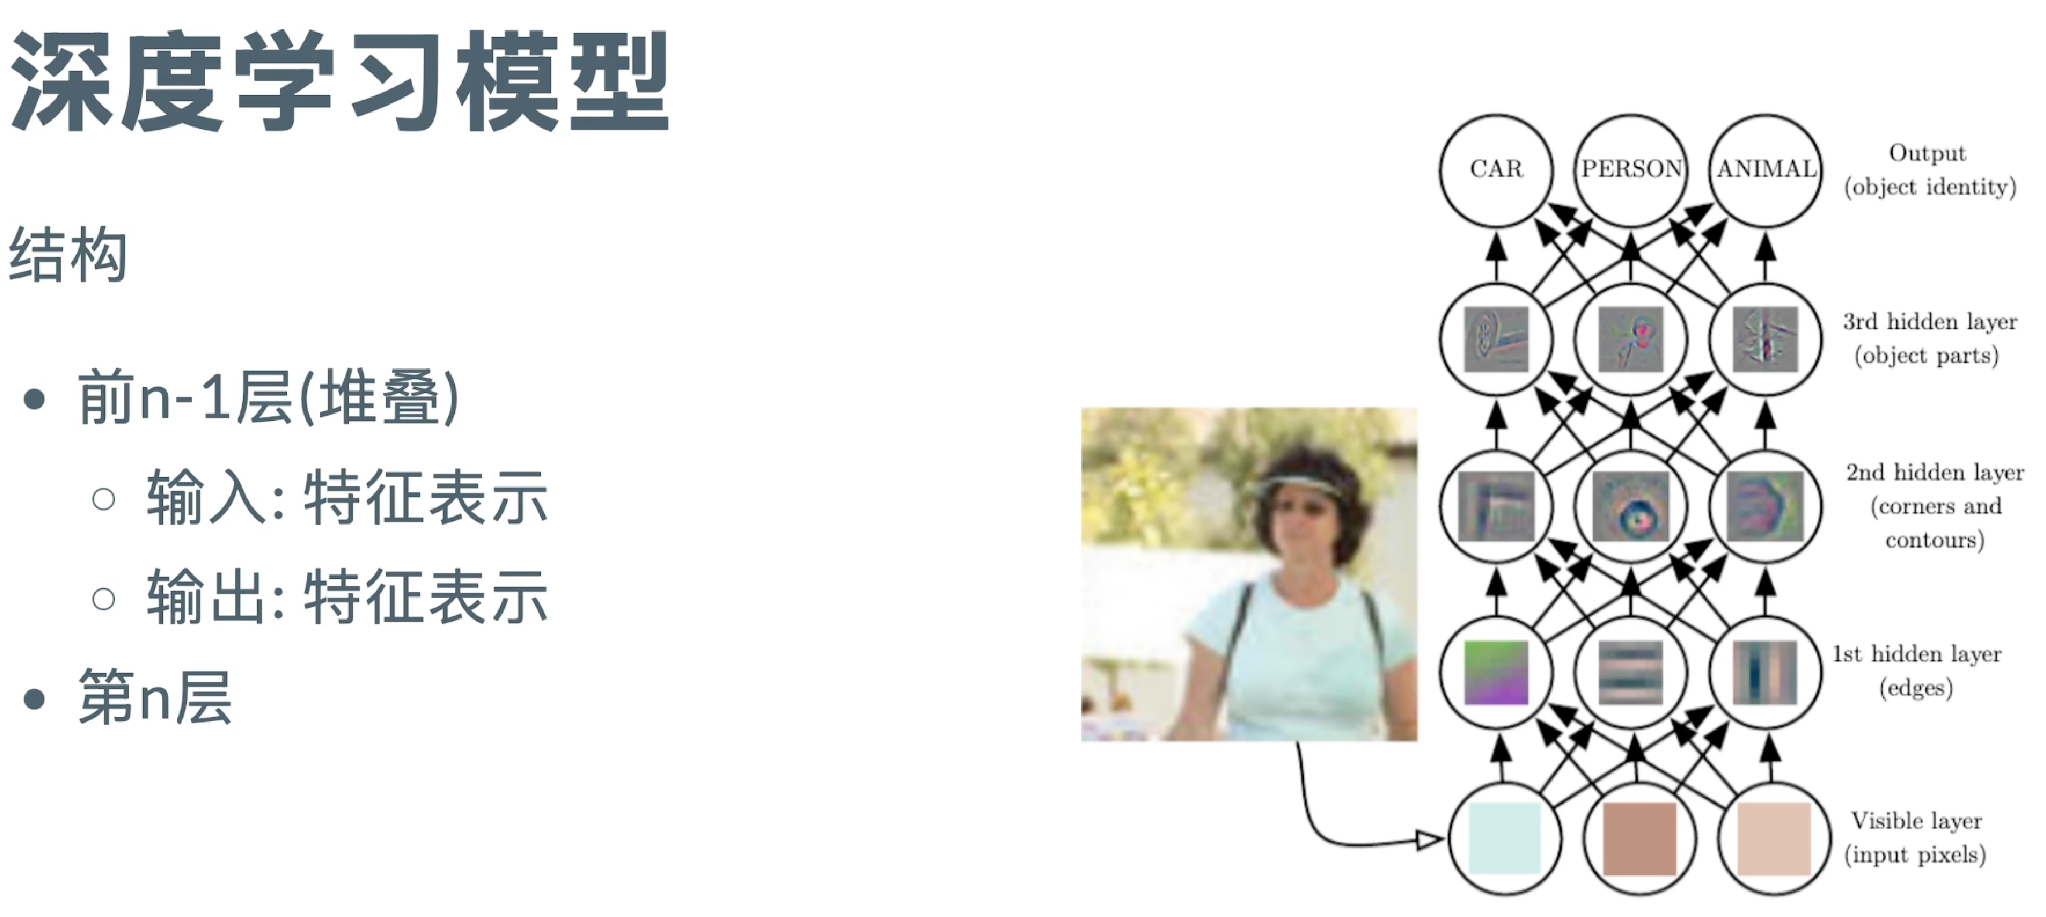 深度学习模型
结构
前n-1层(堆叠)
输入: 特征表示
输出: 特征表示
第n层
CAR
PERSON
ANIMAL
Output
(object identity)
3rd hidden layer
(object parts)
2nd hidden layer
(corners and
contours)
1st hidden layer
(edges)
Visible layer
(input pixels)